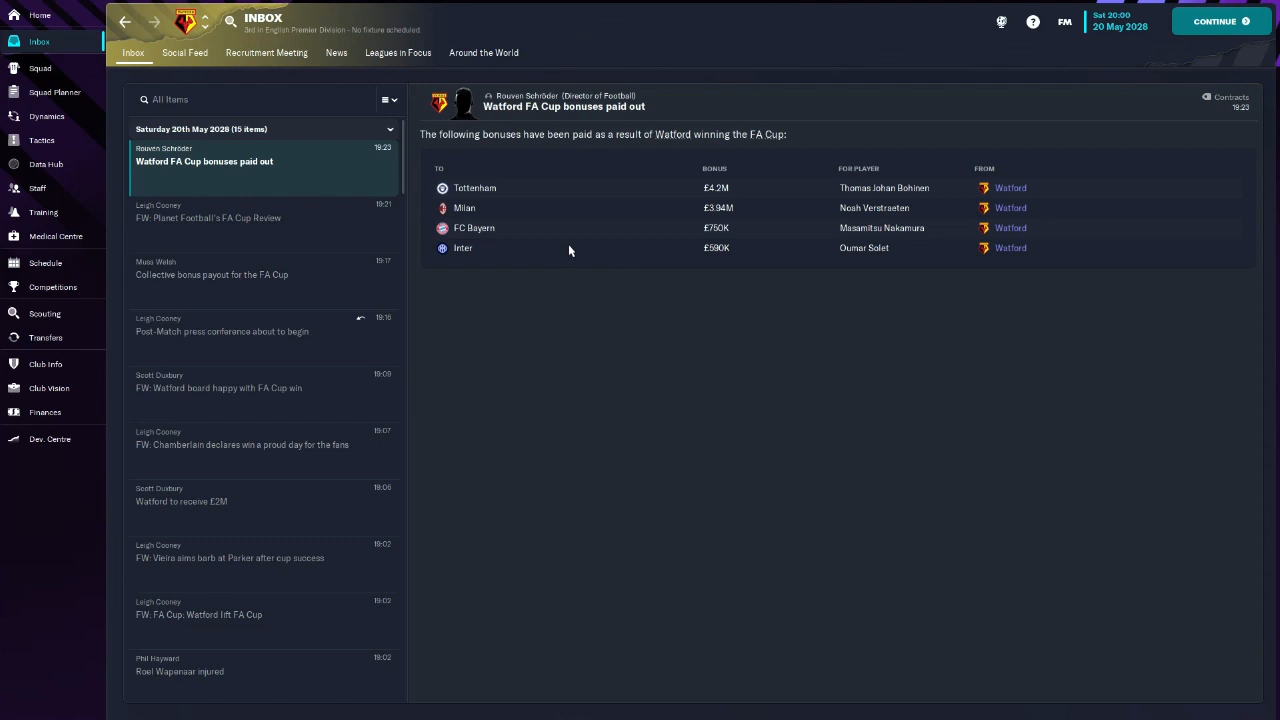 Home
Inbox
Squad
Squad Planner
Dynamics
Tactics
Data Hub
Staff
Training
Medical Centre
Schedule
Competitions
Scouting
Transfers
Club Info
Club Vision
Finances
Dev. Centre
INBOX
3rd in English Premier Division - No fixture scheduled.
FM
Sat 20:00
20 May 2028
CONTINUE
Inbox
Social Feed
Recruitment Meeting
News
Leagues in Focus
Around the World
All Items
Saturday 20th May 2028 (15 items)
Rouven Schröder 19:23
Watford FA Cup bonuses paid out
Leigh Cooney 19:21
FW: Planet Football's FA Cup Review
Muss Welsh 19:17
Collective bonus payout for the FA Cup
Leigh Cooney 19:16
Post-Match press conference about to begin
Scott Duxbury 19:09
FW: Watford board happy with FA Cup win
Leigh Cooney 19:07
FW: Chamberlain declares win a proud day for the fans
Scott Duxbury 19:06
Watford to receive £2M
Leigh Cooney 19:02
FW: Vieira aims barb at Parker after cup success
Leigh Cooney 19:02
FW: FA Cup: Watford lift FA Cup
Phil Hayward 19:02
Roel Wapenaar injured
Rouven Schröder (Director of Football)
Watford FA Cup bonuses paid out
Contracts
19:23
The following bonuses have been paid as a result of Watford winning the FA Cup:
TO BONUS FOR PLAYER FROM
Tottenham £4.2M Thomas Johan Bohinen Watford
Milan £3.94M Noah Verstraeten Watford
FC Bayern £750K Masamitsu Nakamura Watford
Inter £590K Oumar Solet Watford